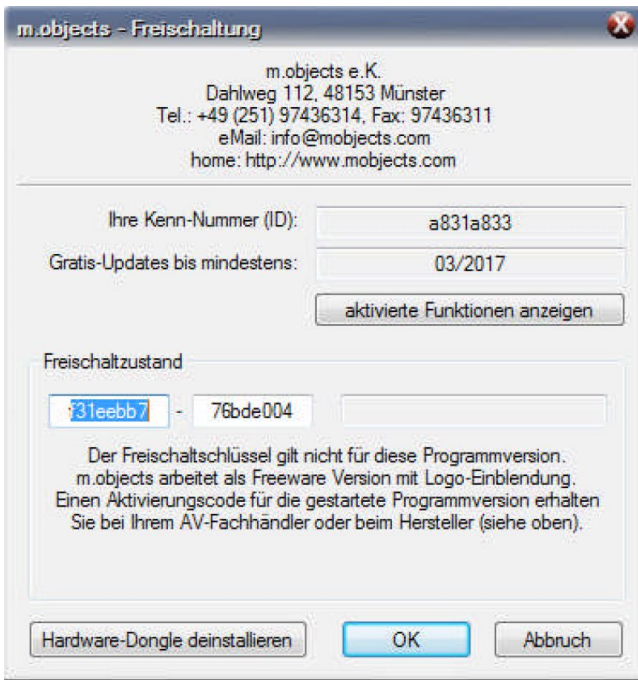 m.objects - Freischaltung
m.objects e.K.
Dahlweg 112, 48153 Münster
Tel.: +49 (251) 97436314, Fax: 97436311
eMail: info@mobjects.com
home: http://www.mobjects.com
Ihre Kenn-Nummer (ID): a831a833
Gratis-Updates bis mindestens: 03/2017
aktivierte Funktionen anzeigen
Freischaltzustand
f31eebb7 - 76bde004
Der Freischaltschlüssel gilt nicht für diese Programmversion.
m.objects arbeitet als Freeware Version mit Logo-Einblendung.
Einen Aktivierungscode für die gestartete Programmversion erhalten
Sie bei Ihrem AV-Fachhändler oder beim Hersteller (siehe oben).
Hardware-Dongle deinstallieren OK Abbruch